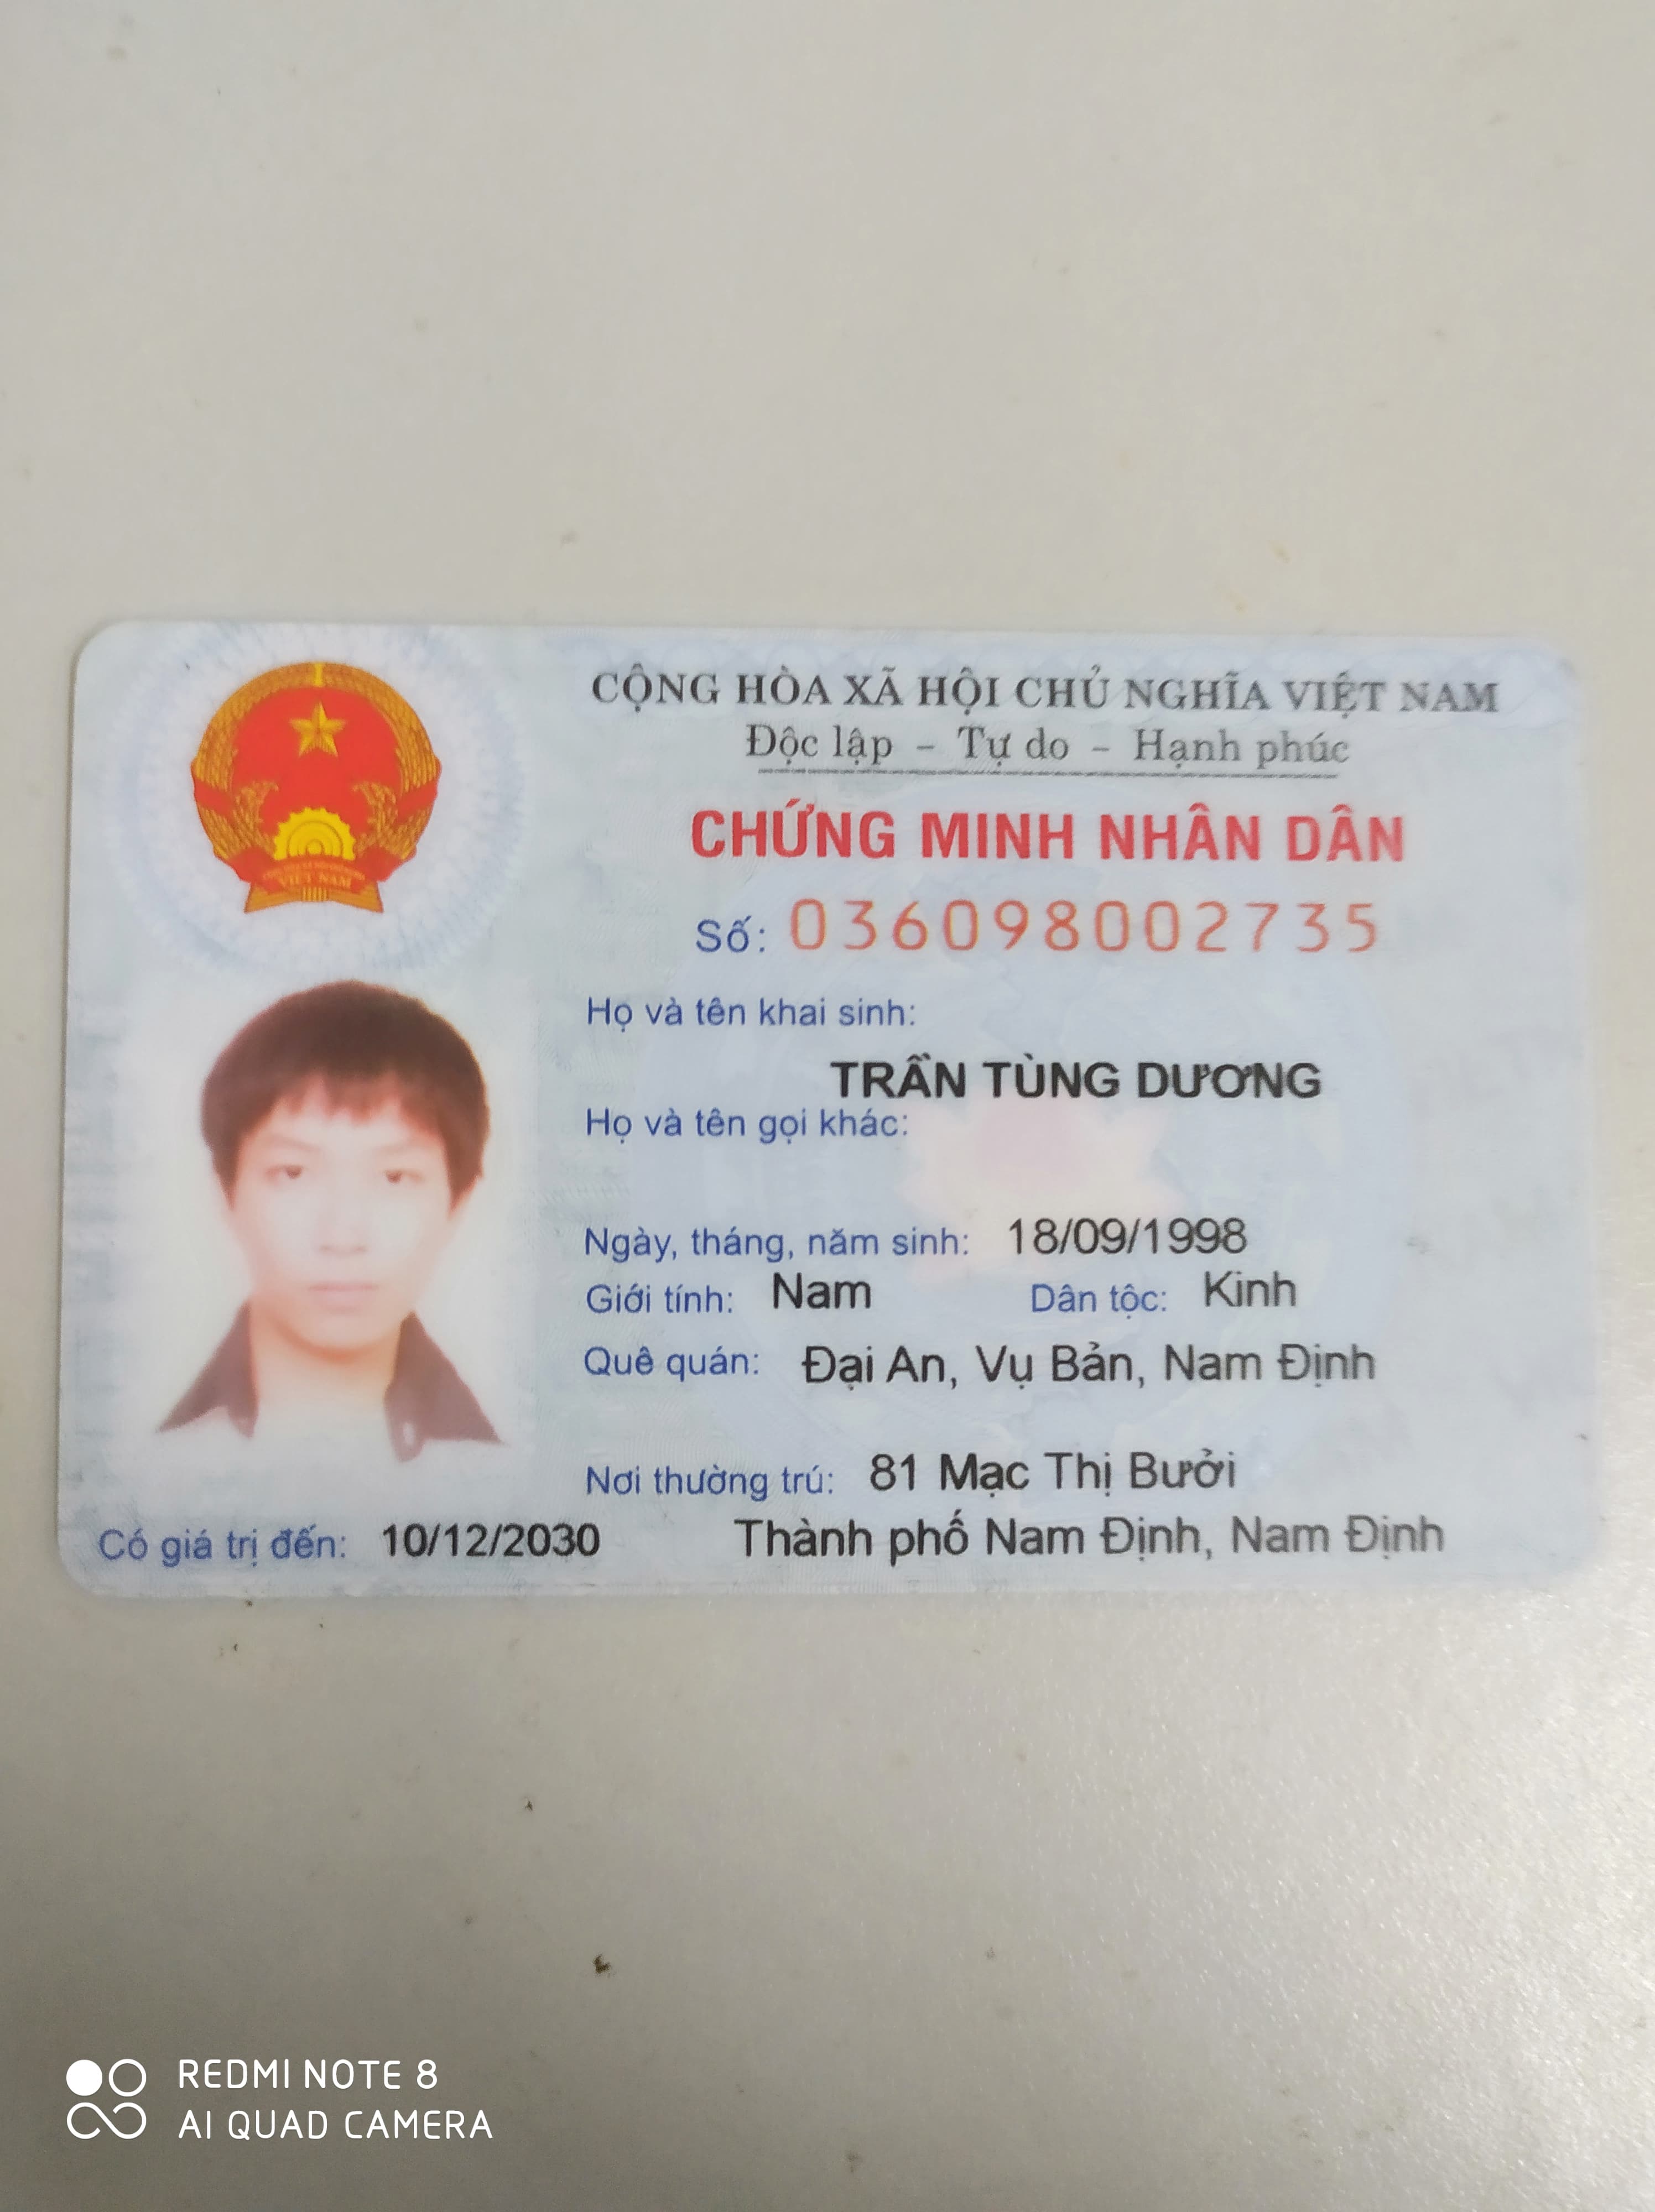 CỘNG HÒA XÃ HỘI CHỦ NGHĨA VIỆT NAM
Độc lập - Tự do - Hạnh phúc
CHỨNG MINH NHÂN DÂN
Số: 036098002735
Họ và tên khai sinh:
TRẦN TÙNG DƯƠNG
Họ và tên gọi khác:
Ngày, tháng, năm sinh: 18/09/1998
Giới tính: Nam Dân tộc: Kinh
Quê quán: Đại An, Vụ Bản, Nam Định
Nơi thường trú: 81 Mạc Thị Bưởi
Thành phố Nam Định, Nam Định
Có giá trị đến: 10/12/2030
VIỆT NAM
REDMI NOTE 8
AI QUAD CAMERA